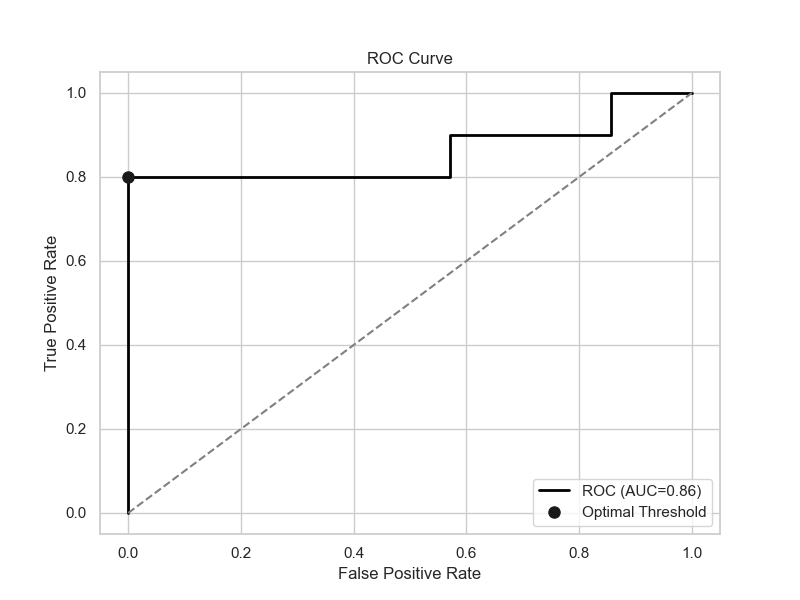 ROC Curve
1.0
0.8
0.6
0.4
0.2
0.0
True Positive Rate
0.0 0.2 0.4 0.6 0.8 1.0
False Positive Rate
ROC (AUC=0.86)
Optimal Threshold